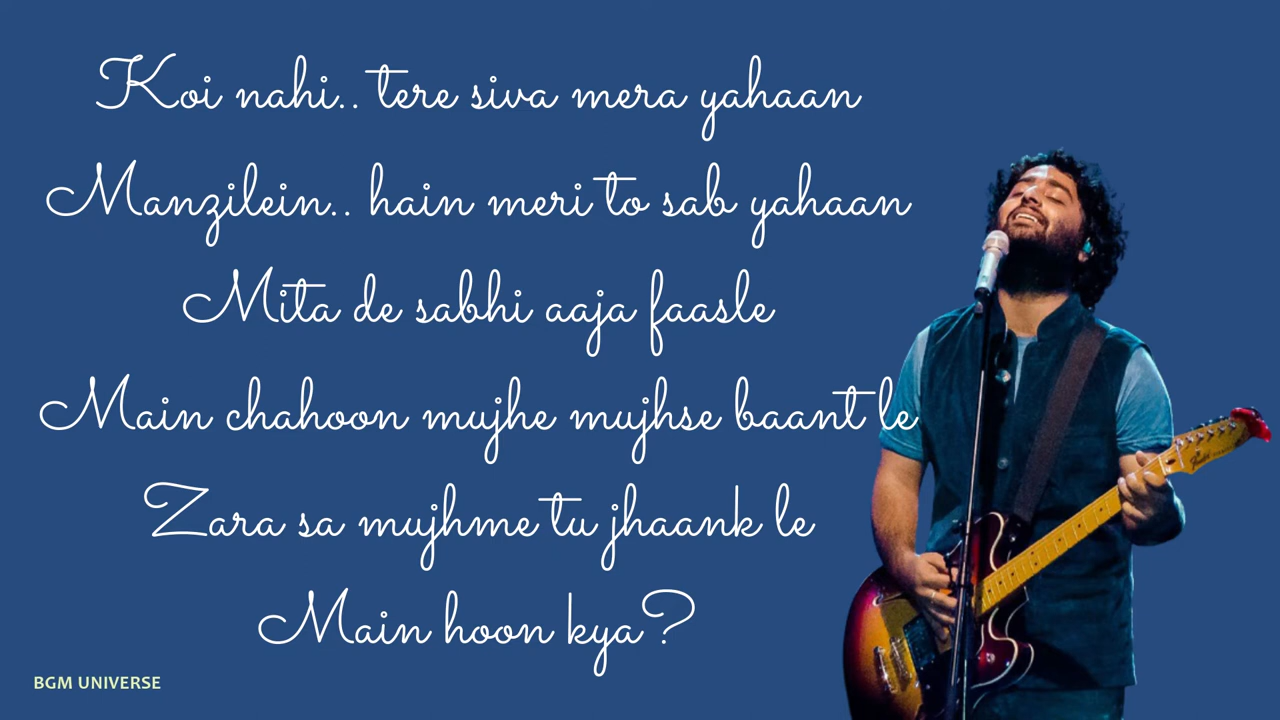 Koi nahi.. tere siva mera yahaan
Manzilein.. hain meri to sab yahaan
Mita de sabhi aaja faasle
Main chahoon mujhe mujhse baant le
Zara sa mujhme tu jhaank le
Main hoon kya?
BGM UNIVERSE